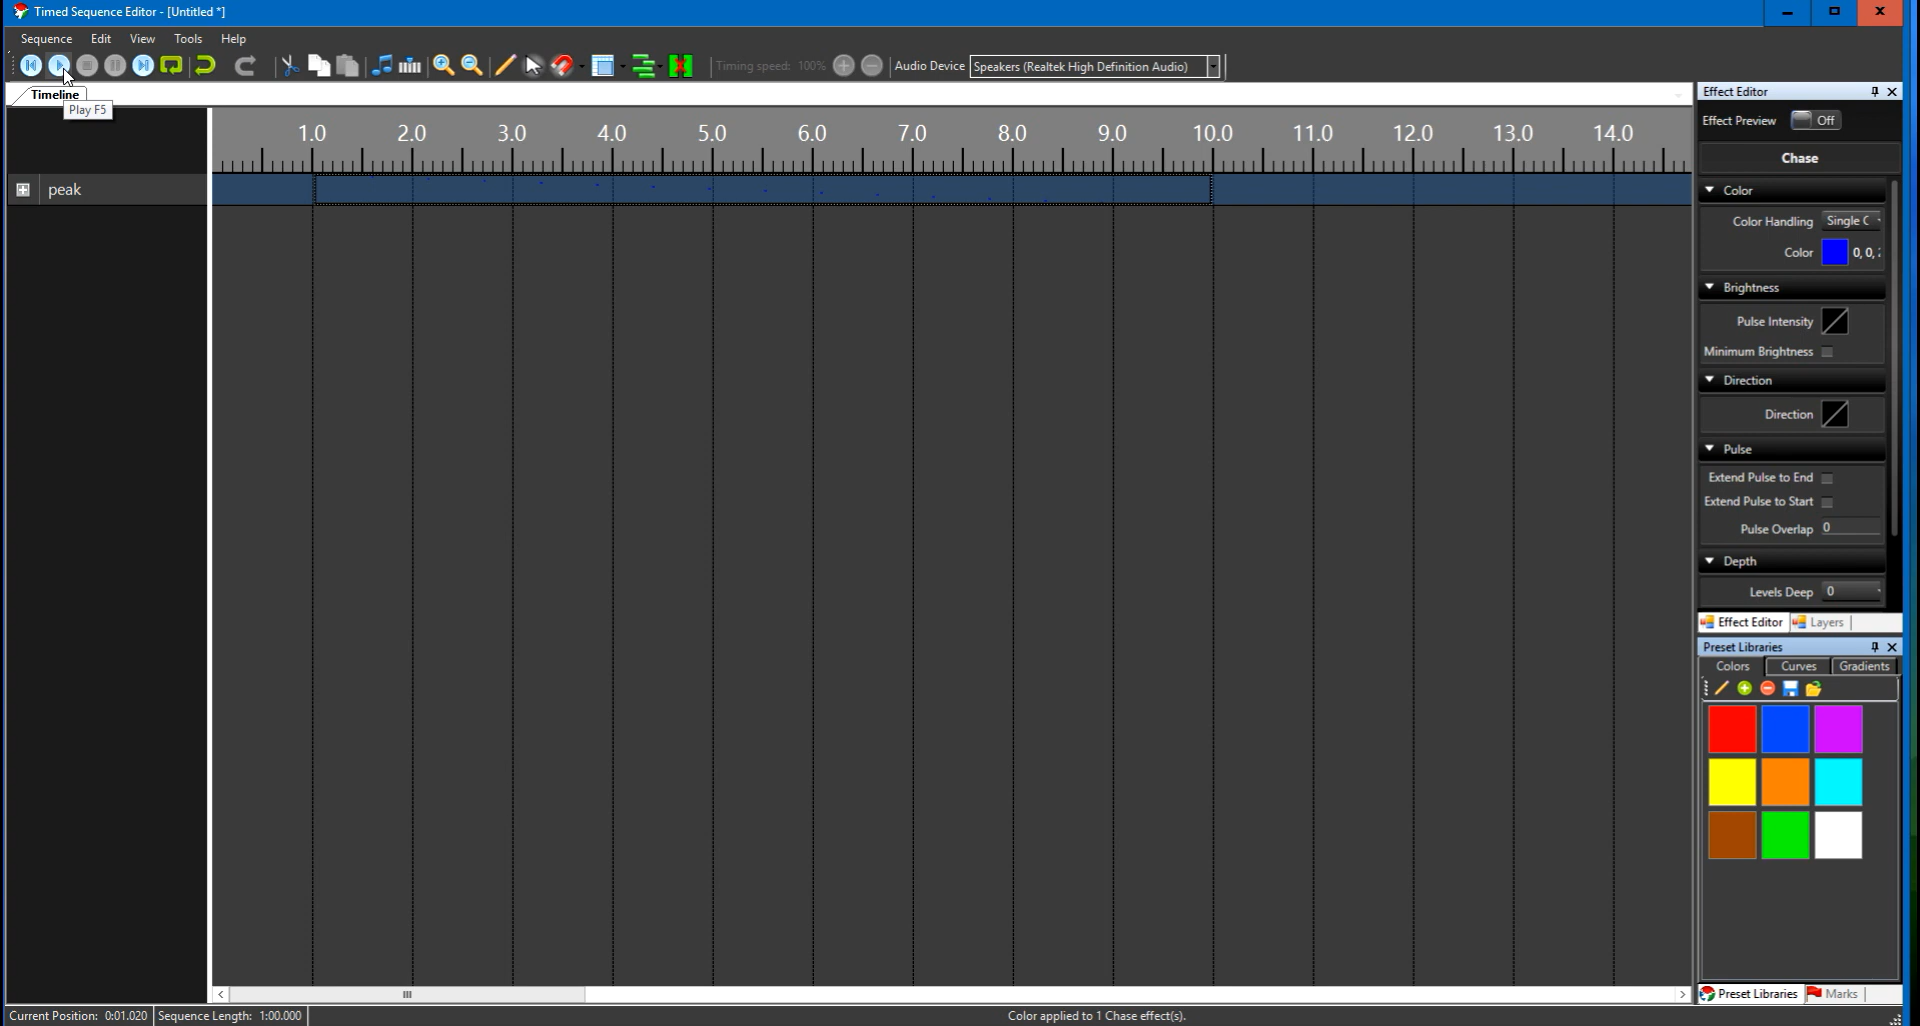 Timed Sequence Editor - [Untitled *]
Sequence Edit View Tools Help
Timing speed: 100% Audio Device Speakers (Realtek High Definition Audio)
Timeline
Play F5
1.0 2.0 3.0 4.0 5.0 6.0 7.0 8.0 9.0 10.0 11.0 12.0 13.0 14.0
peak
Effect Editor
Effect Preview Off
Chase
Color
Color Handling Single C
Color 0, 0,
Brightness
Pulse Intensity
Minimum Brightness
Direction
Direction
Pulse
Extend Pulse to End
Extend Pulse to Start
Pulse Overlap 0
Depth
Levels Deep 0
Effect Editor Layers
Preset Libraries
Colors Curves Gradients
Preset Libraries Marks
Current Position: 0:01.020 Sequence Length: 1:00.000 Color applied to 1 Chase effect(s).